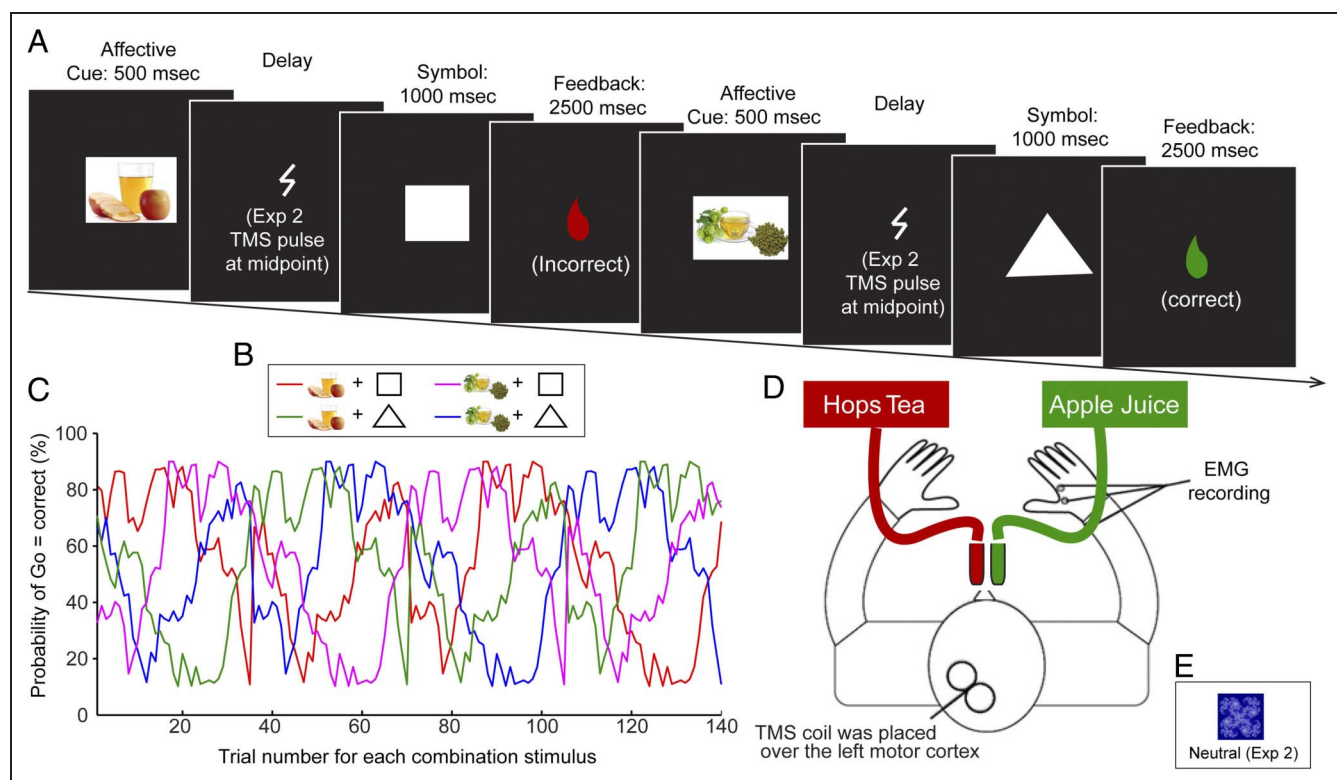 A
Affective
Cue: 500 msec
Delay
Symbol:
1000 msec
Feedback:
2500 msec
Affective
Cue: 500 msec
Delay
Symbol:
1000 msec
Feedback:
2500 msec
(Exp 2
TMS pulse
at midpoint)
(Incorrect)
(Exp 2
TMS pulse
at midpoint)
(correct)
B
+
+
+
+
C
Probability of Go = correct (%)
100
80
60
40
20
0
20
40
60
80
100
120
140
Trial number for each combination stimulus
D
Hops Tea
Apple Juice
EMG
recording
TMS coil was placed
over the left motor cortex
E
Neutral (Exp 2)